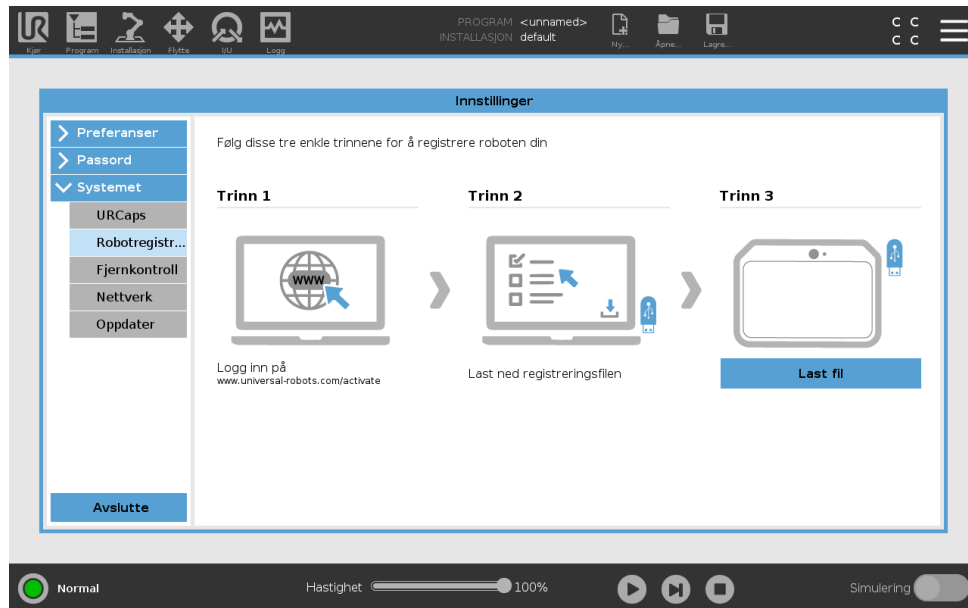 PROGRAM <unnamed>
INSTALLASJON default
C C
C C
Kjør Program Installasjon Flytte I/U Logg Ny... Åpne... Lagre...
Innstillinger
Preferanser
Passord
Systemet
URCaps
Robotregistr...
Fjernkontroll
Nettverk
Oppdater
Avslutte
Følg disse tre enkle trinnene for å registrere roboten din
Trinn 1
WWW
Logg inn på
www.universal-robots.com/activate
Trinn 2
Last ned registreringsfilen
Trinn 3
Last fil
Normal Hastighet 100% Simulering